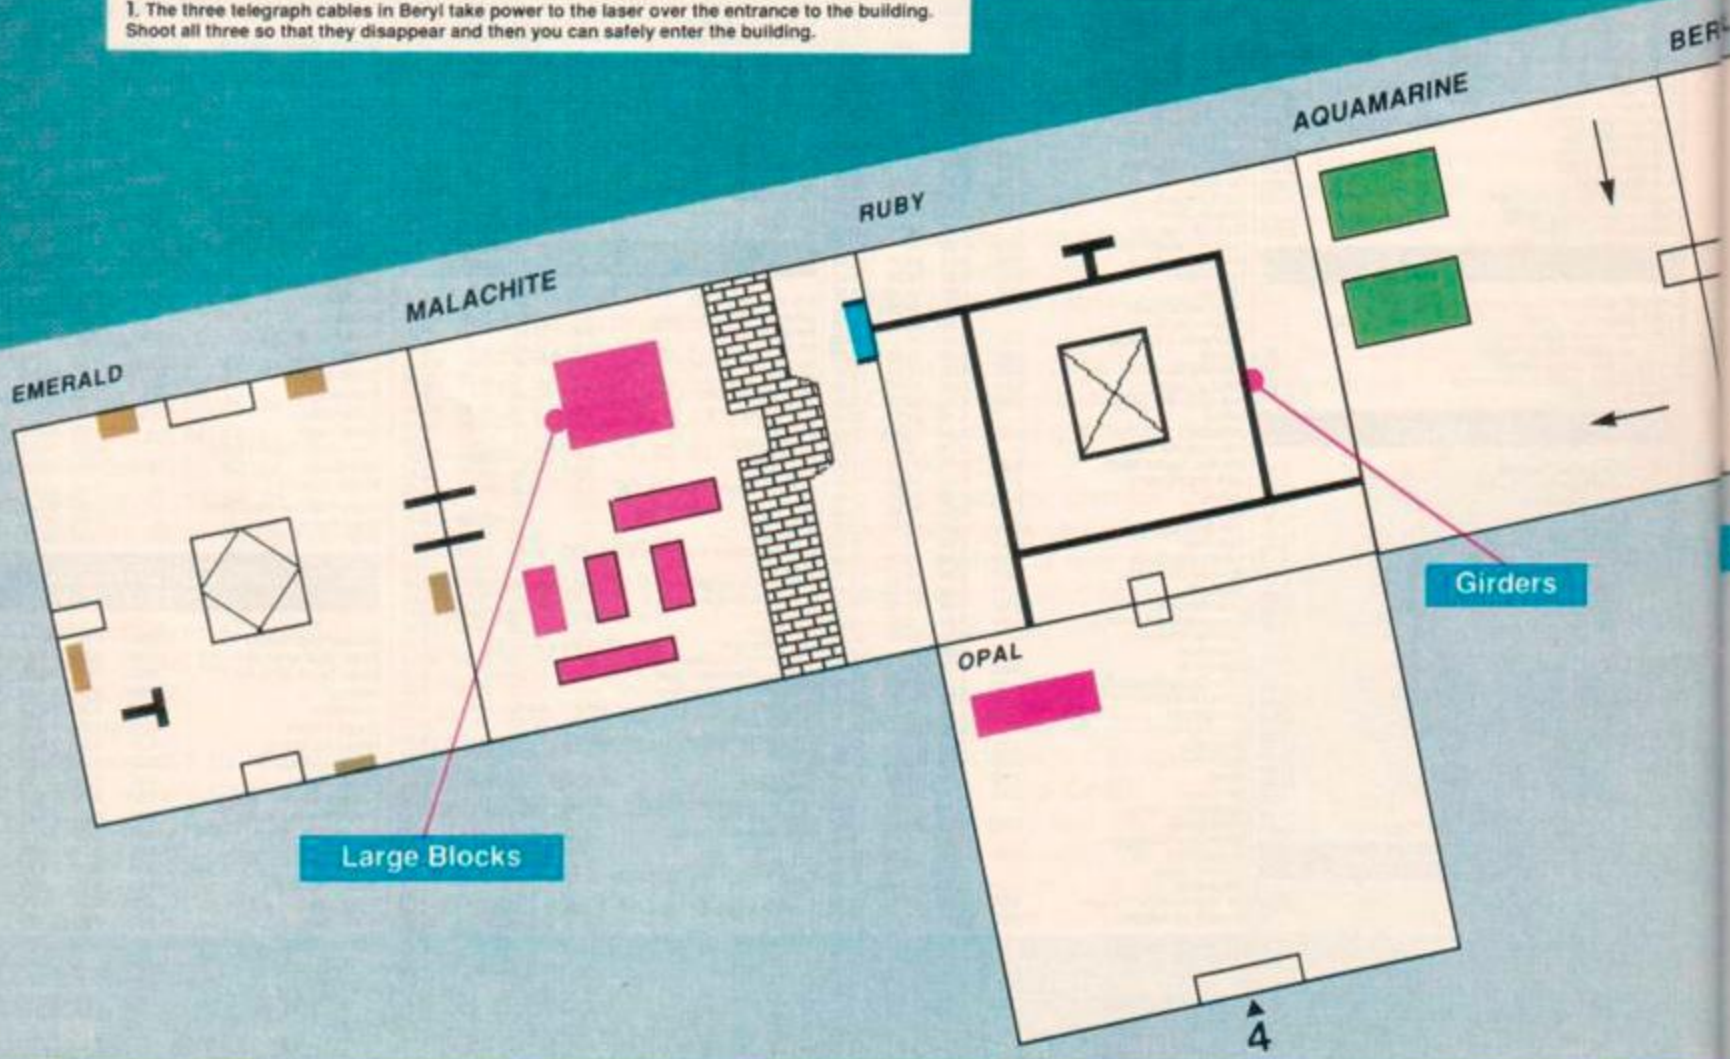 1. The three telegraph cables in Beryl take power to the laser over the entrance to the building.
Shoot all three so that they disappear and then you can safely enter the building.
BER
AQUAMARINE
RUBY
MALACHITE
EMERALD
Girders
OPAL
Large Blocks
4